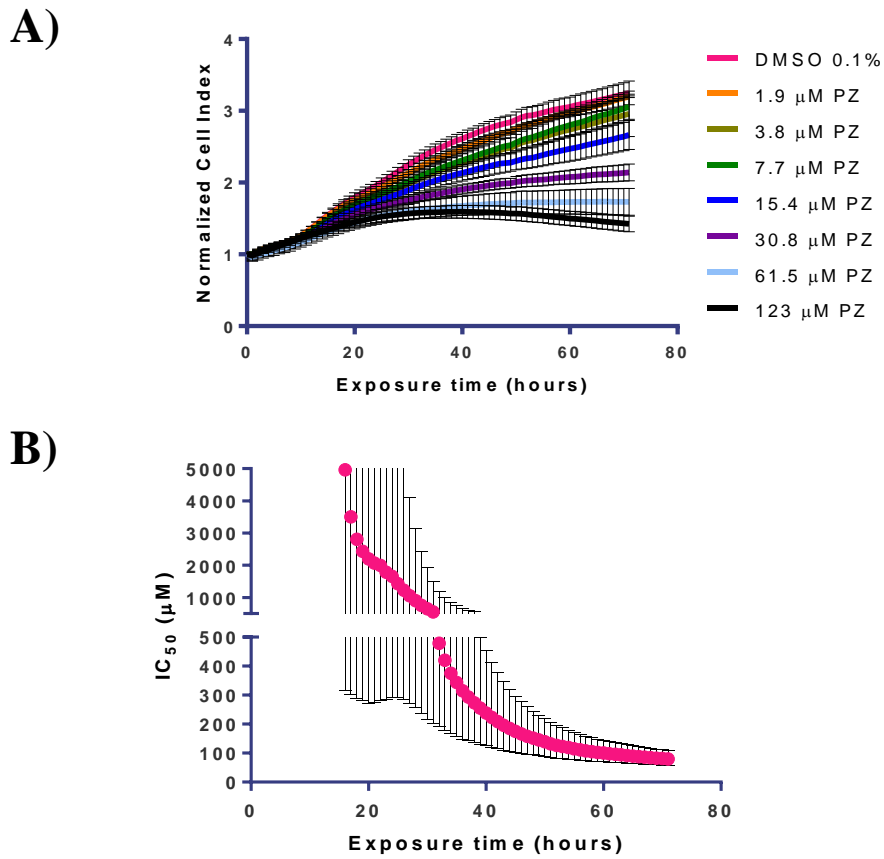 A)
Normalized Cell Index
4
3
2
1
0
0 20 40 60 80
Exposure time (hours)
DMSO 0.1%
1.9 μM PZ
3.8 μM PZ
7.7 μM PZ
15.4 μM PZ
30.8 μM PZ
61.5 μM PZ
123 μM PZ
B)
IC50 (μM)
5000
4000
3000
2000
1000
500
400
300
200
100
0
0 20 40 60 80
Exposure time (hours)